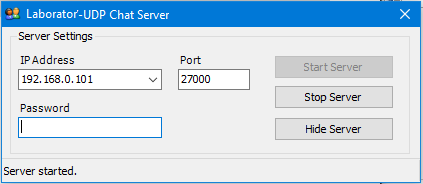 Laborator'-UDP Chat Server
Server Settings
IP Address
Port
192.168.0.101
27000
Start Server
Stop Server
Password
Hide Server
Server started.